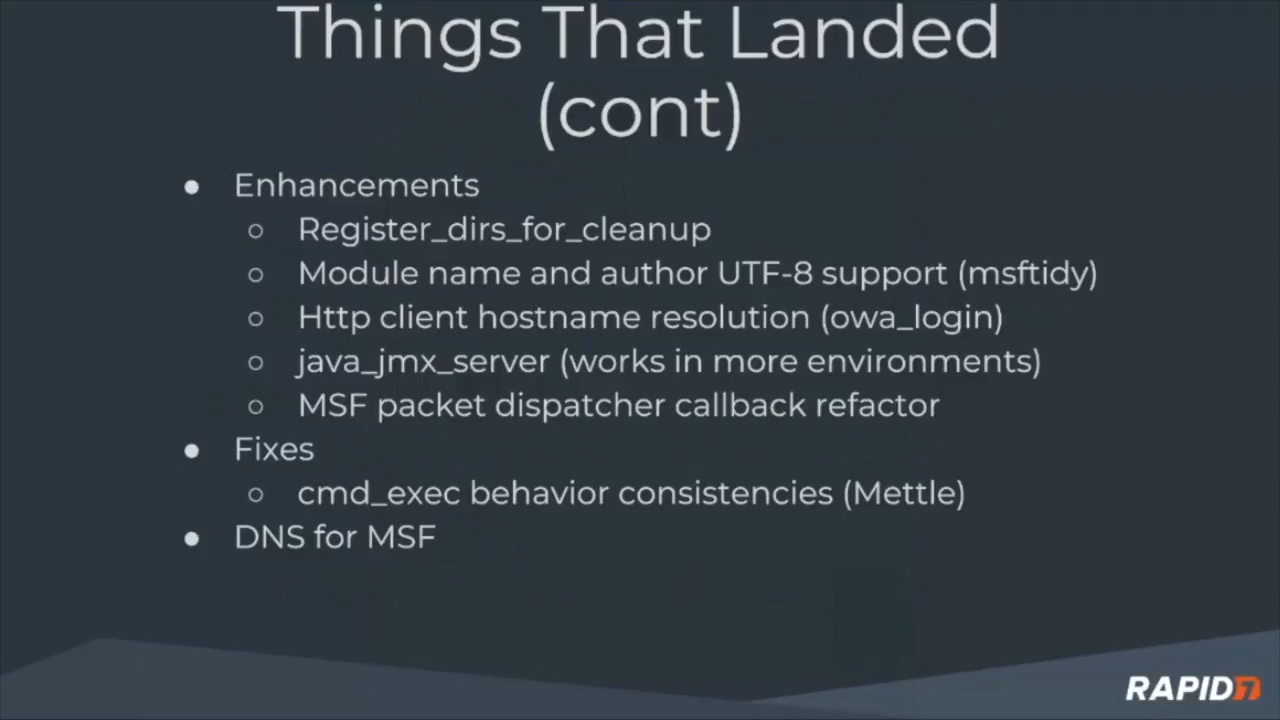 Things That Landed
(cont)
● Enhancements
○ Register_dirs_for_cleanup
○ Module name and author UTF-8 support (msftidy)
○ Http client hostname resolution (owa_login)
○ java_jmx_server (works in more environments)
○ MSF packet dispatcher callback refactor
● Fixes
○ cmd_exec behavior consistencies (Mettle)
● DNS for MSF
RAPID7